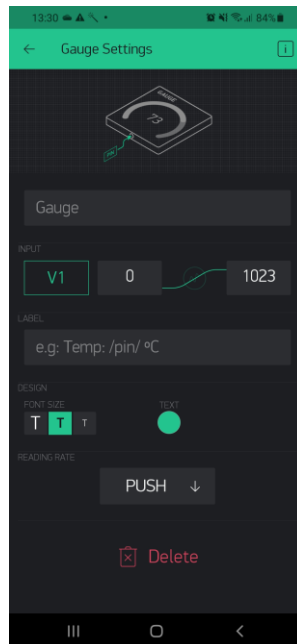 13:30
84%
Gauge Settings
GAUGE
73
PIN
Gauge
INPUT
V1 0 1023
LABEL
e.g: Temp: /pin/ ºC
DESIGN
FONT SIZE TEXT
T T T
READING RATE
PUSH ↓
Delete